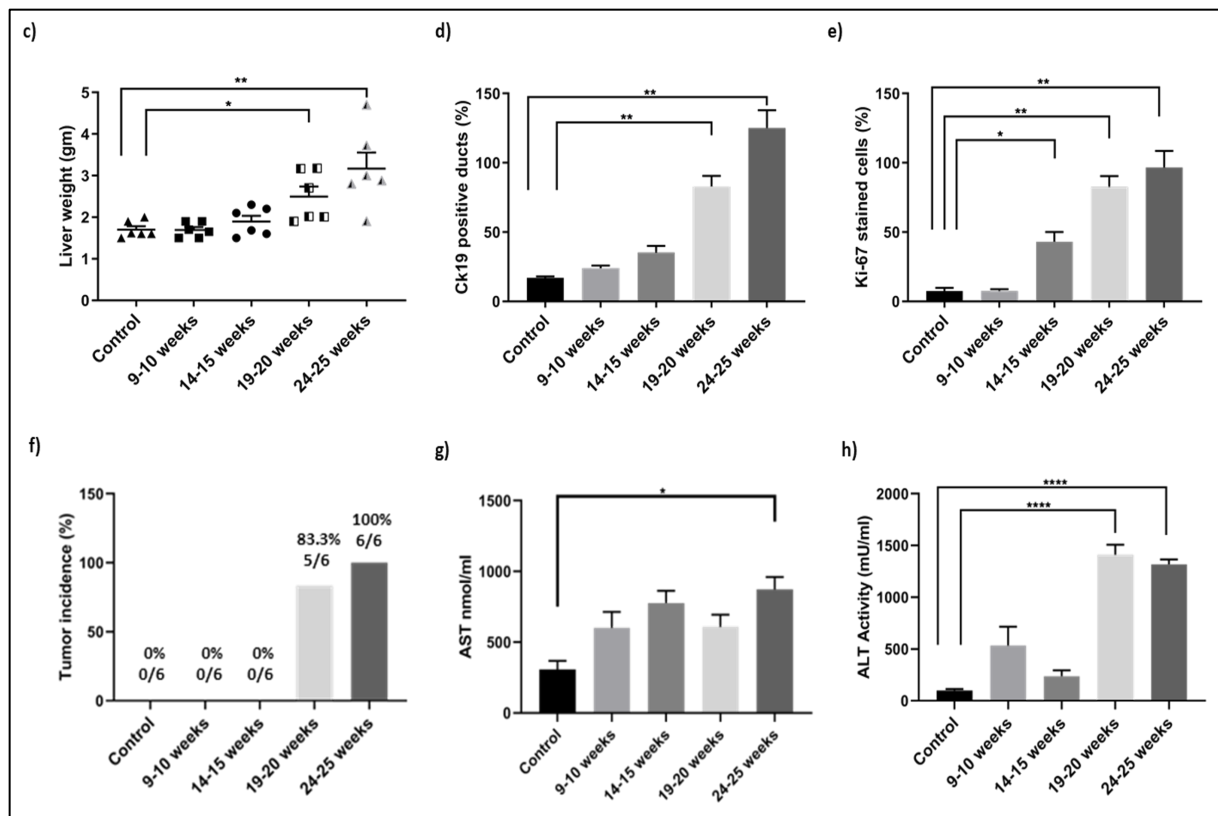 c)
**
*
5
4
3
2
1
0
Liver weight (gm)
Control
9-10 weeks
14-15 weeks
19-20 weeks
24-25 weeks
d)
**
**
150
100
50
0
Ck19 positive ducts (%)
Control
9-10 weeks
14-15 weeks
19-20 weeks
24-25 weeks
e)
**
**
*
150
100
50
0
Ki-67 stained cells (%)
Control
9-10 weeks
14-15 weeks
19-20 weeks
24-25 weeks
f)
150
100
50
0
Tumor incidence (%)
0%
0/6
0%
0/6
0%
0/6
83.3%
5/6
100%
6/6
Control
9-10 weeks
14-15 weeks
19-20 weeks
24-25 weeks
g)
*
1500
1000
500
0
AST nmol/ml
Control
9-10 weeks
14-15 weeks
19-20 weeks
24-25 weeks
h)
****
****
2000
1500
1000
500
0
ALT Activity (mU/ml)
Control
9-10 weeks
14-15 weeks
19-20 weeks
24-25 weeks